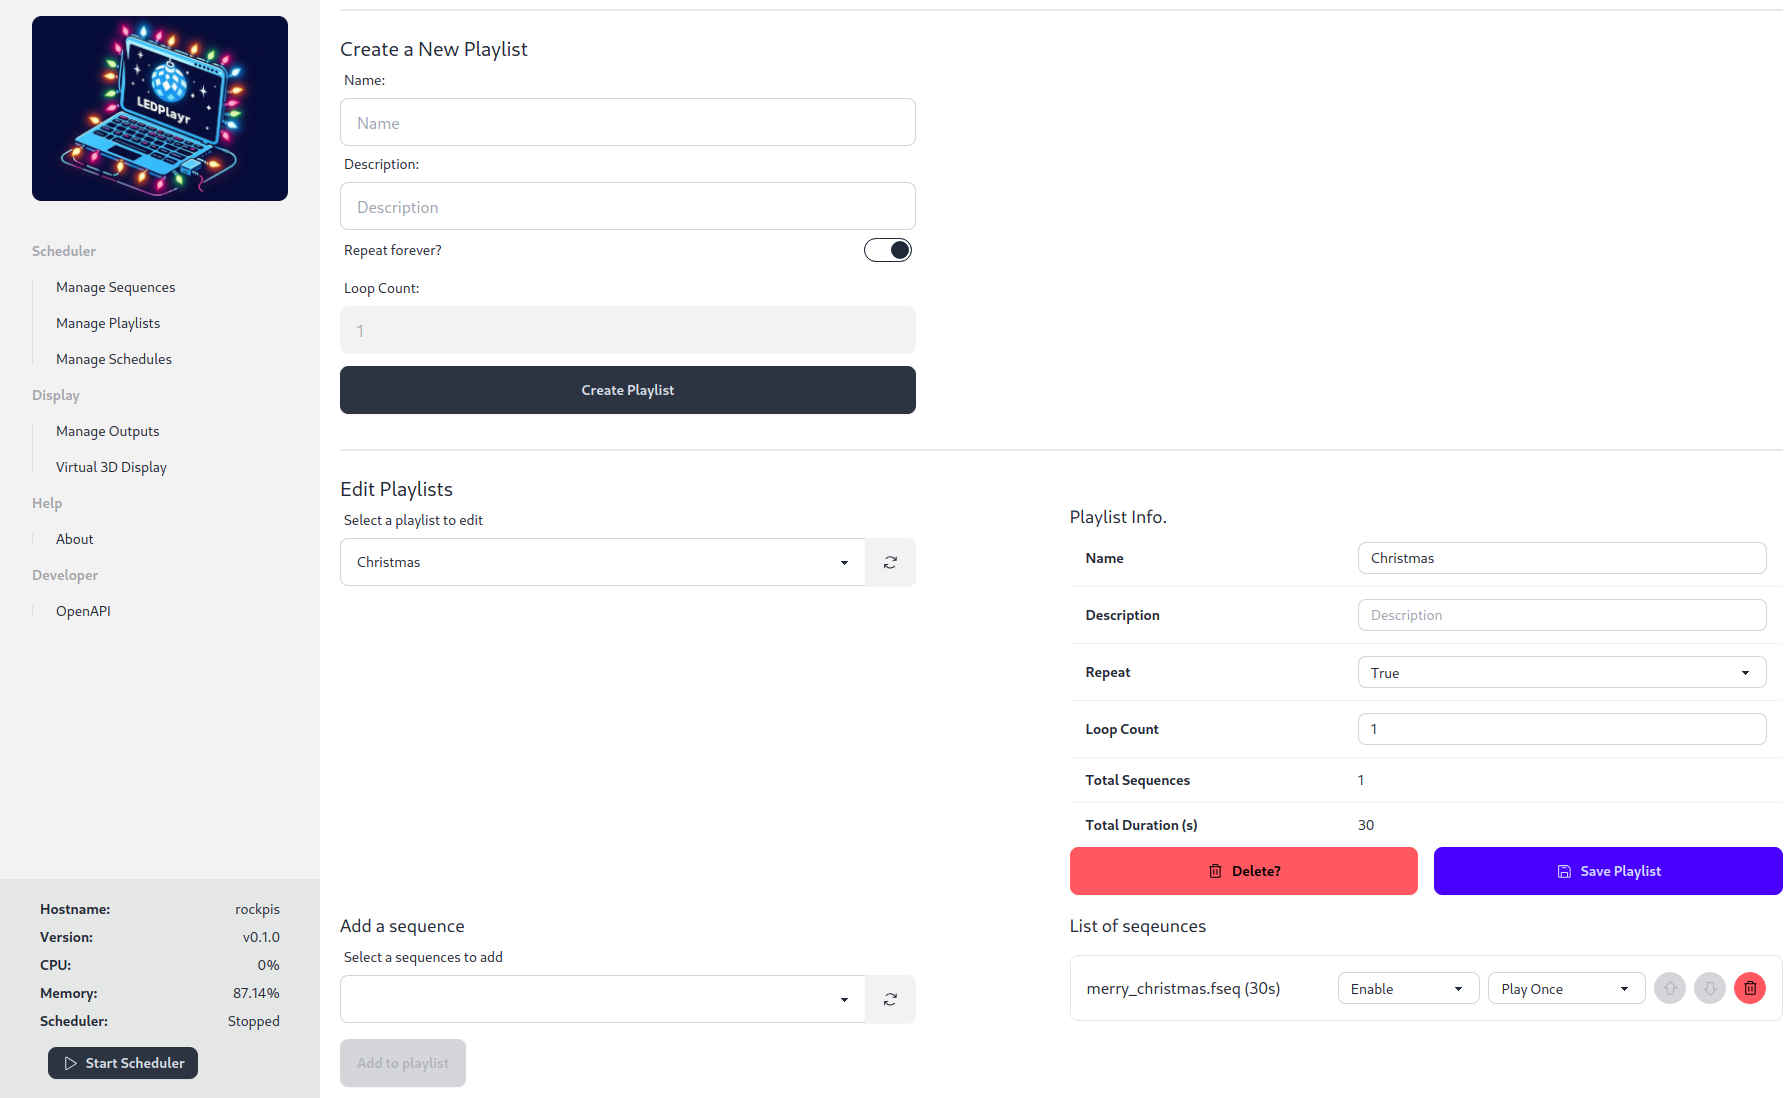 LEDPlayr
Scheduler
Manage Sequences
Manage Playlists
Manage Schedules
Display
Manage Outputs
Virtual 3D Display
Help
About
Developer
OpenAPI
Hostname: rockpis
Version: v0.1.0
CPU: 0%
Memory: 87.14%
Scheduler: Stopped
Start Scheduler
Create a New Playlist
Name:
Name
Description:
Description
Repeat forever?
Loop Count:
1
Create Playlist
Edit Playlists
Select a playlist to edit
Christmas
Playlist Info.
Name Christmas
Description Description
Repeat True
Loop Count 1
Total Sequences 1
Total Duration (s) 30
Delete? Save Playlist
Add a sequence
Select a sequences to add
Add to playlist
List of seqeunces
merry_christmas.fseq (30s) Enable Play Once